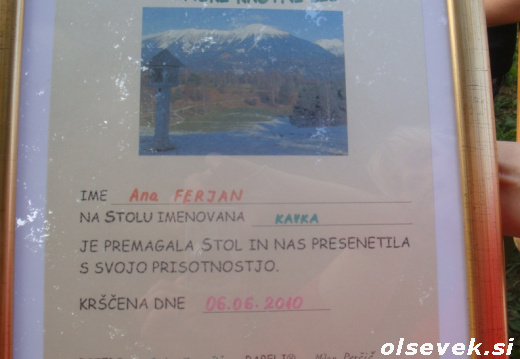 IME Ana FERJAN
NA STOLU IMENOVANA KAVKA
JE PREMAGALA STOL IN NAS PRESENETILA
S SVOJO PRISOTNOSTJO.
KRŠČENA DNE 06.06.2010
olsevek.si